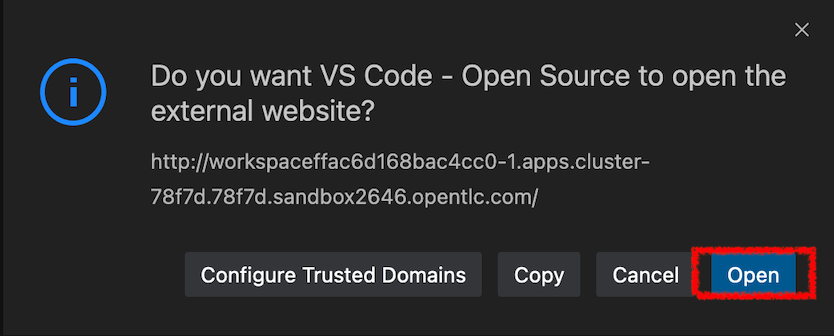 Do you want VS Code - Open Source to open the
external website?
http://workspaceffac6d168bac4cc0-1.apps.cluster-
78f7d.78f7d.sandbox2646.opentlc.com/
Configure Trusted Domains Copy Cancel Open